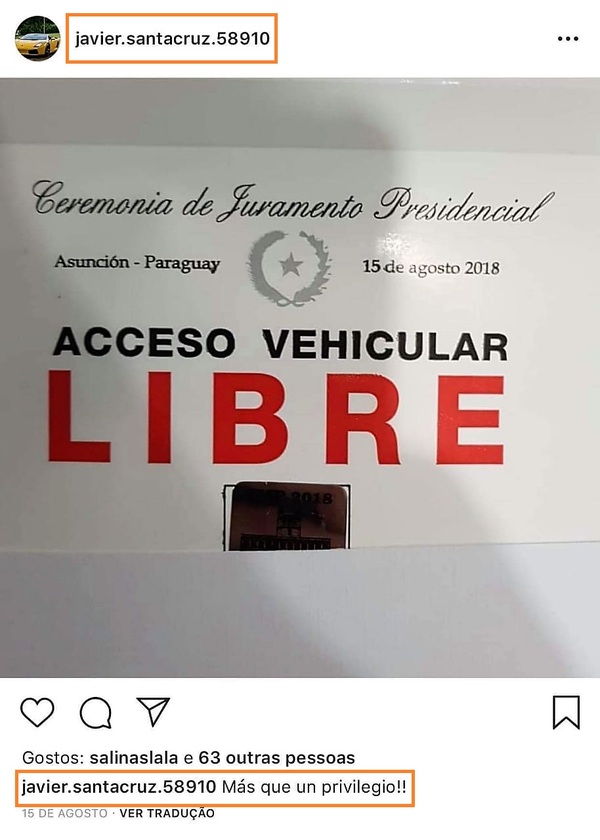 javier.santacruz.58910
Ceremonia de Juramento Presidencial
Asunción - Paraguay
15 de agosto 2018
ACCESO VEHICULAR
LIBRE
2018
Gostos: salinaslala e 63 outras pessoas
javier.santacruz.58910 Más que un privilegio!!
15 DE AGOSTO · VER TRADUÇÃO